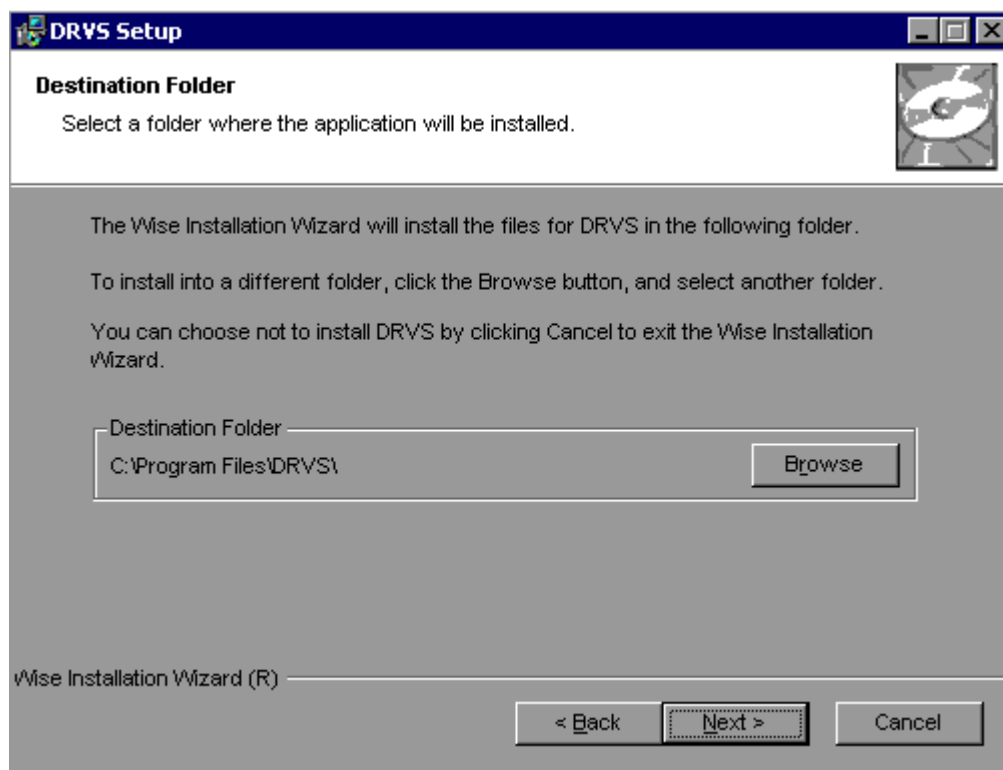 DRVS Setup
Destination Folder
Select a folder where the application will be installed.
The Wise Installation Wizard will install the files for DRVS in the following folder.
To install into a different folder, click the Browse button, and select another folder.
You can choose not to install DRVS by clicking Cancel to exit the Wise Installation
Wizard.
Destination Folder
C:\Program Files\DRVS\
Browse
Wise Installation Wizard (R)
< Back
Next >
Cancel